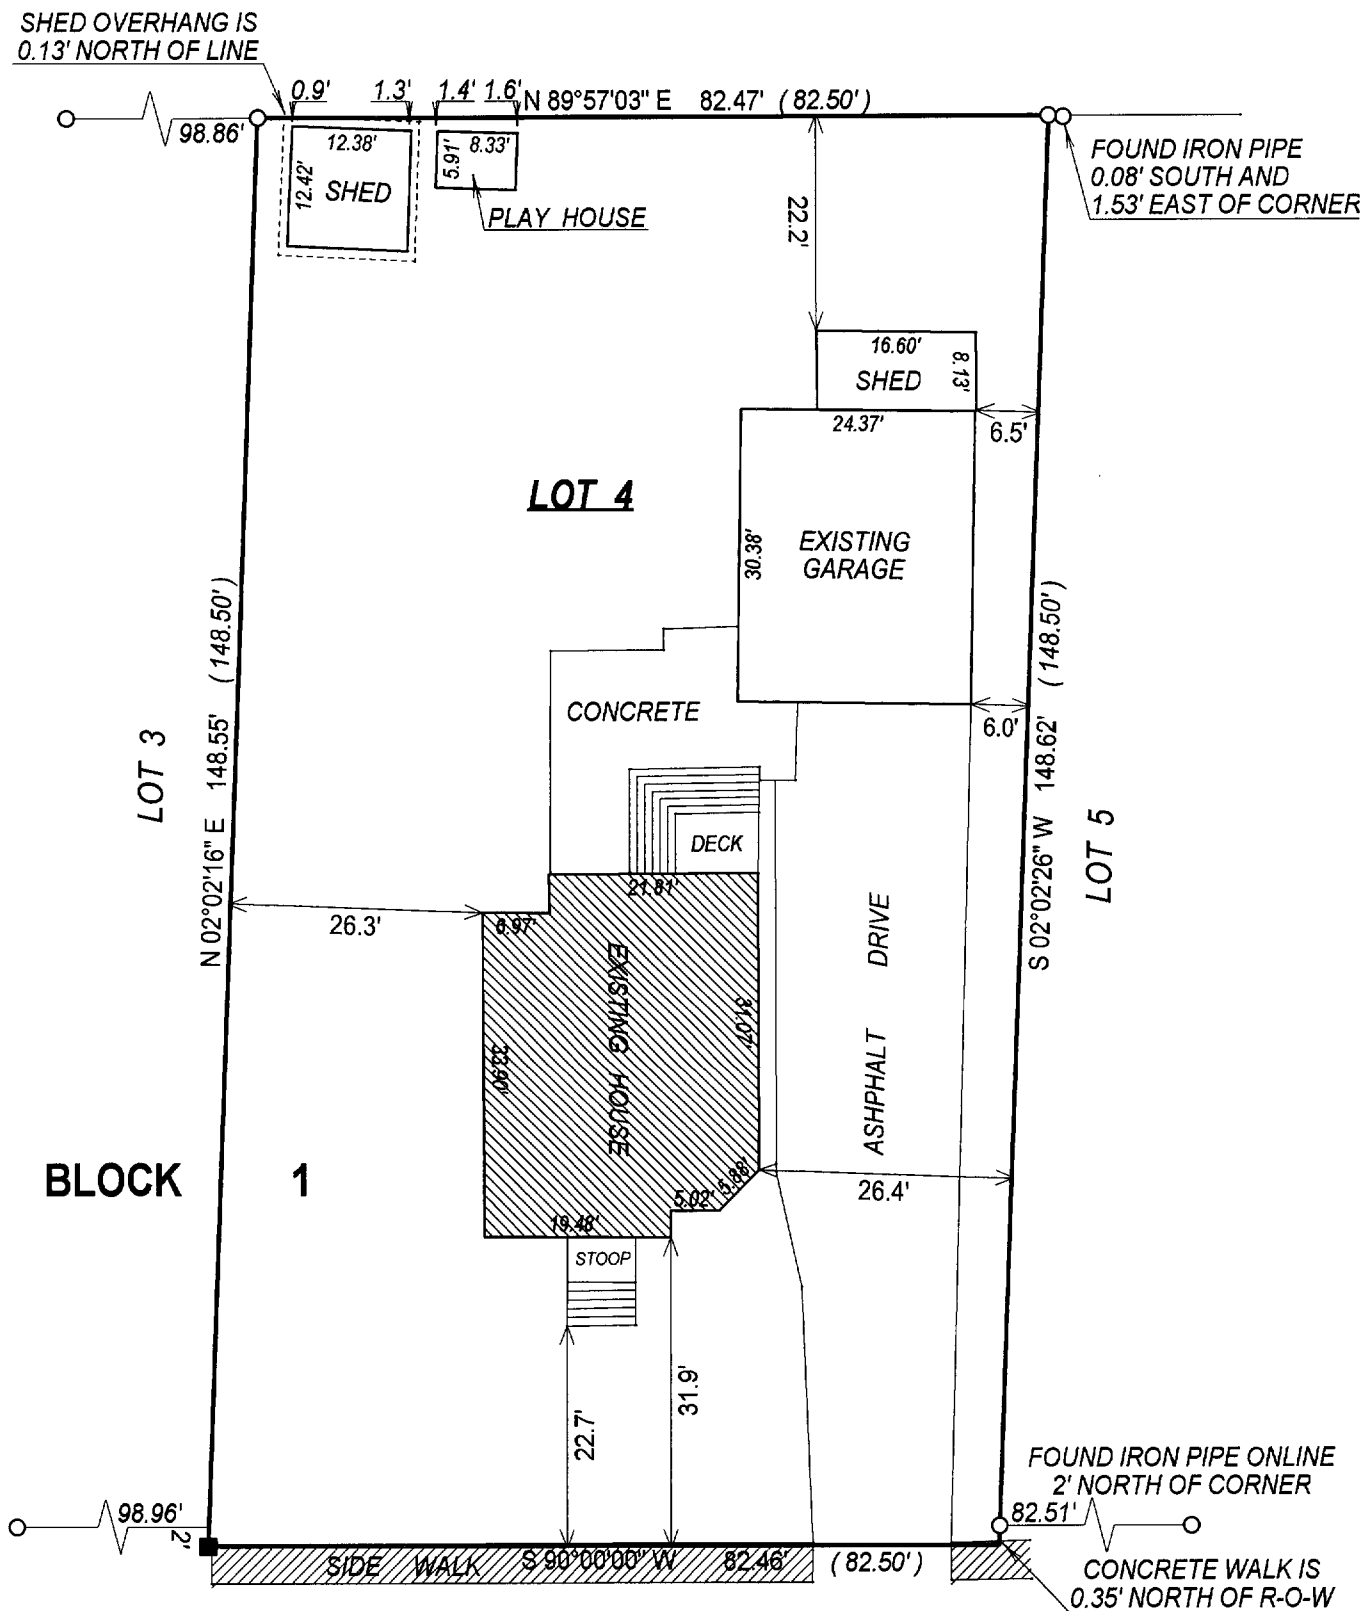 SHED OVERHANG IS
0.13' NORTH OF LINE
0.9'
1.3'
1.4'
1.6'
N 89°57'03" E 82.47' ( 82.50' )
98.86'
12.38'
12.42'
SHED
5.91'
8.33'
PLAY HOUSE
FOUND IRON PIPE
0.08' SOUTH AND
1.53' EAST OF CORNER
22.2'
16.60'
SHED
8.13'
24.37'
6.5'
LOT 4
30.38'
EXISTING
GARAGE
N 02°02'16" E 148.55' ( 148.50' )
S 02°02'26" W 148.62' ( 148.50' )
CONCRETE
6.0'
LOT 3
LOT 5
DECK
21.81'
6.97'
26.3'
EXISTING HOUSE
31.07'
33.90'
ASHPHALT DRIVE
BLOCK 1
26.4'
5.88'
5.02'
19.48'
STOOP
31.9'
22.7'
FOUND IRON PIPE ONLINE
2' NORTH OF CORNER
98.96'
82.51'
2'
SIDE WALK
S 90°00'00" W 82.46' ( 82.50' )
CONCRETE WALK IS
0.35' NORTH OF R-O-W